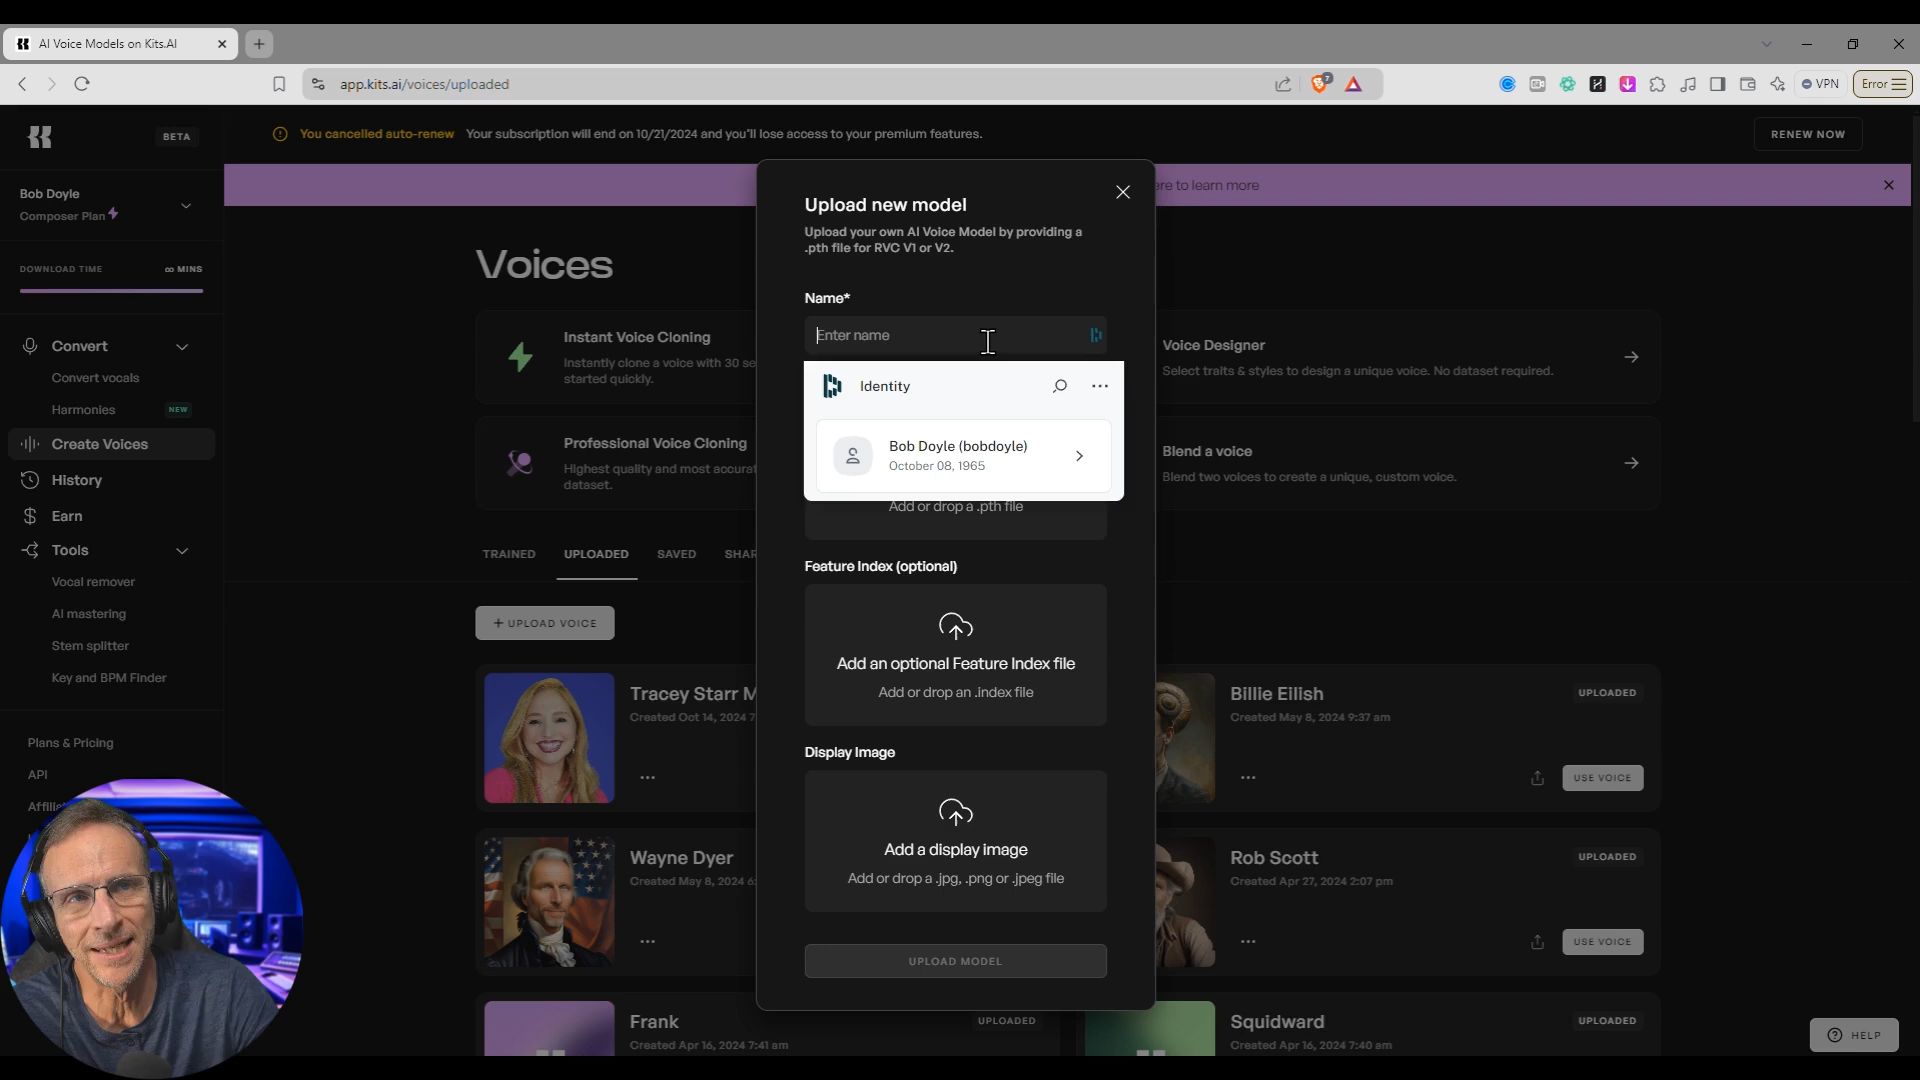 AI Voice Models on Kits.AI
app.kits.ai/voices/uploaded
7
VPN
Error
BETA
You cancelled auto-renew Your subscription will end on 10/21/2024 and you'll lose access to your premium features.
RENEW NOW
Bob Doyle
Composer Plan
ere to learn more
DOWNLOAD TIME
∞ MINS
Convert
Convert vocals
Harmonies
NEW
Create Voices
History
Earn
Tools
Vocal remover
AI mastering
Stem splitter
Key and BPM Finder
Plans & Pricing
API
Affilia
Voices
Instant Voice Cloning
Instantly clone a voice with 30 se
started quickly.
Professional Voice Cloning
Highest quality and most accura
dataset.
Voice Designer
Select traits & styles to design a unique voice. No dataset required.
Blend a voice
Blend two voices to create a unique, custom voice.
TRAINED
UPLOADED
SAVED
SHAR
+ UPLOAD VOICE
Upload new model
Upload your own AI Voice Model by providing a
.pth file for RVC V1 or V2.
Name*
Enter name
Identity
Bob Doyle (bobdoyle)
October 08, 1965
Add or drop a .pth file
Feature Index (optional)
Add an optional Feature Index file
Add or drop an .index file
Display Image
Add a display image
Add or drop a .jpg, .png or .jpeg file
UPLOAD MODEL
Tracey Starr M
Created Oct 14, 2024 7
Billie Eilish
Created May 8, 2024 9:37 am
UPLOADED
USE VOICE
Wayne Dyer
Created May 8, 2024 6:
Rob Scott
Created Apr 27, 2024 2:07 pm
UPLOADED
USE VOICE
Frank
Created Apr 16, 2024 7:41 am
UPLOADED
Squidward
Created Apr 16, 2024 7:40 am
UPLOADED
HELP